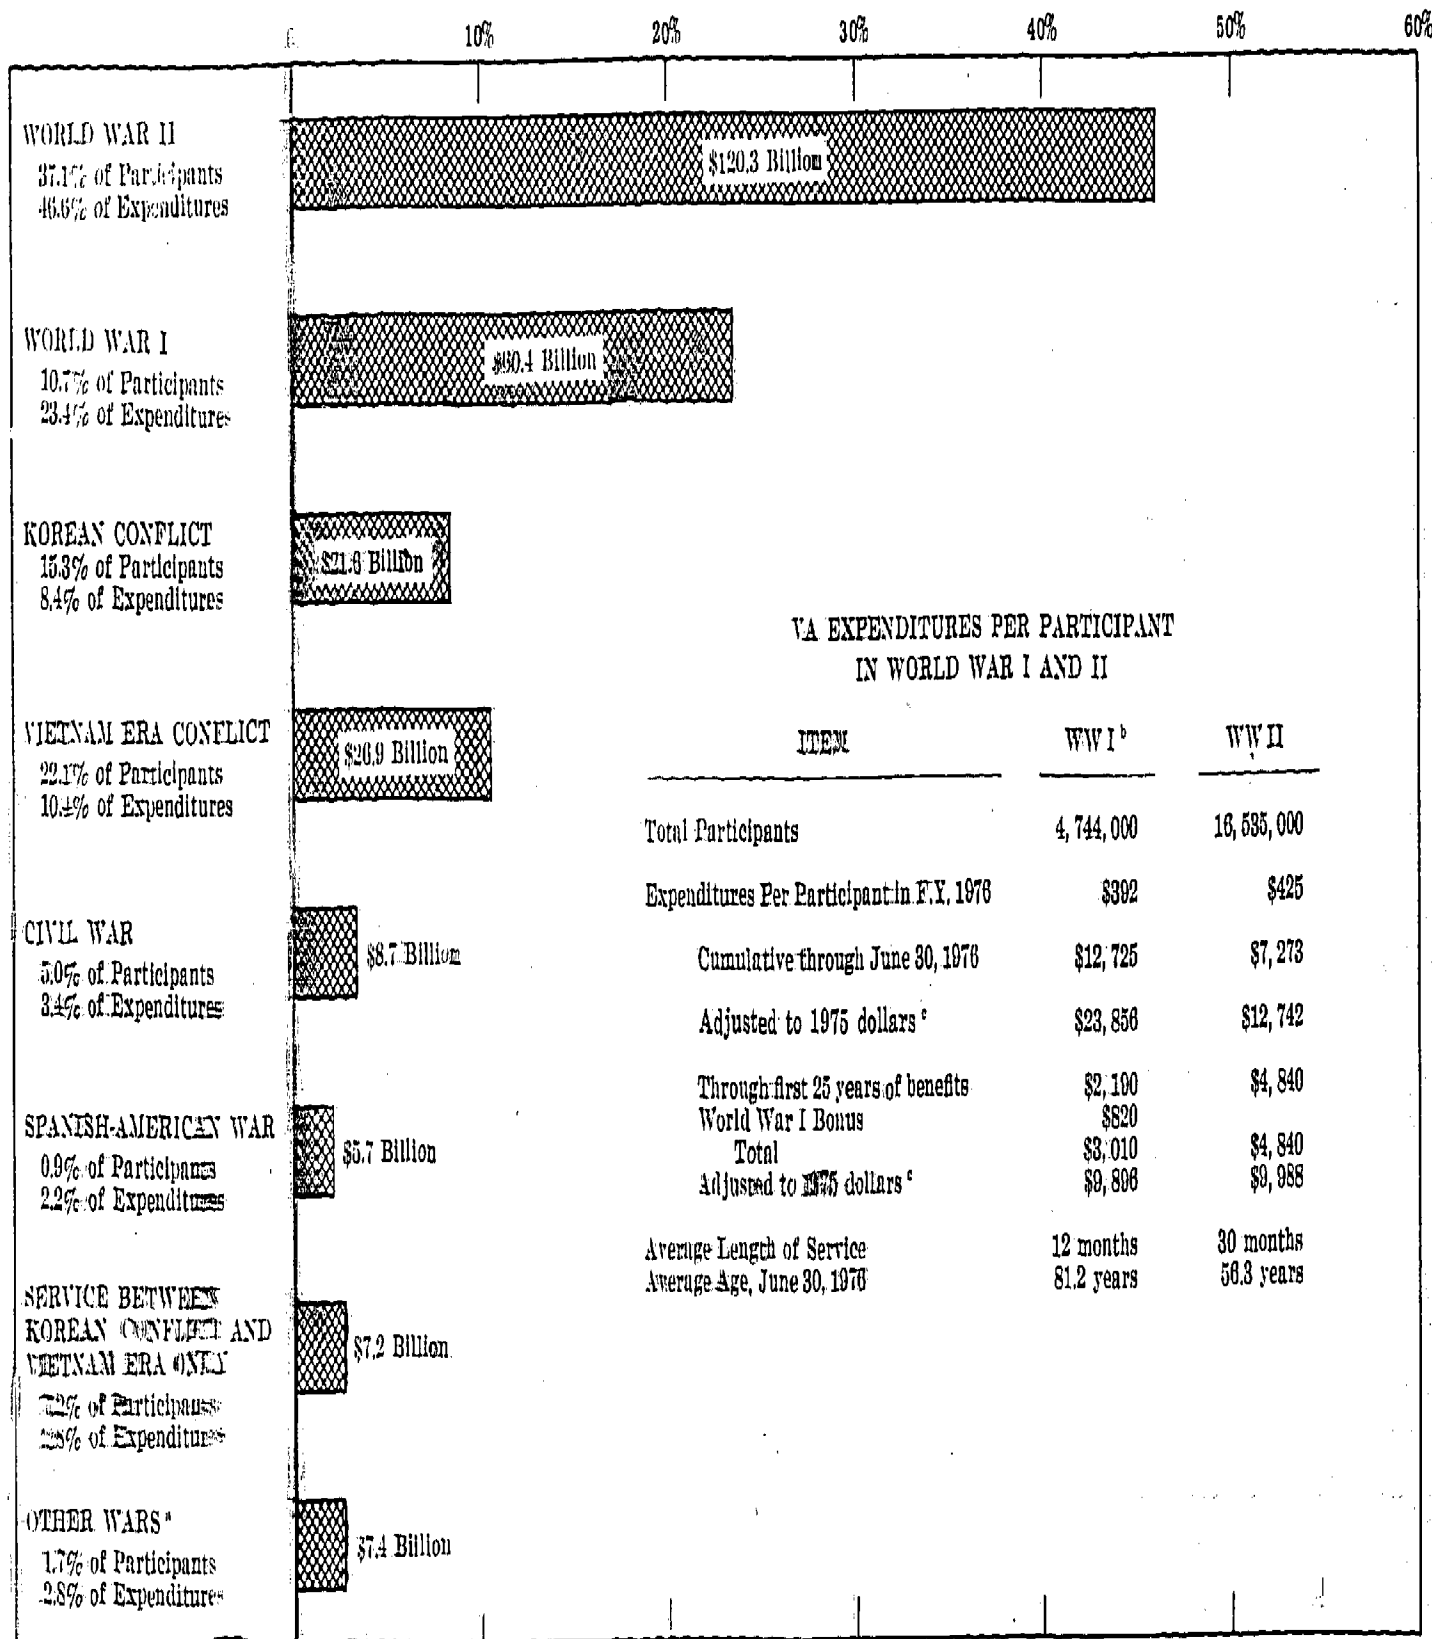 10% 20% 30% 40% 50% 60%
WORLD WAR II
37.1% of Participants
46.6% of Expenditures
$120.3 Billion
WORLD WAR I
10.7% of Participants
23.4% of Expenditures
$60.4 Billion
KOREAN CONFLICT
15.3% of Participants
8.4% of Expenditures
$21.6 Billion
VIETNAM ERA CONFLICT
22.1% of Participants
10.4% of Expenditures
$26.9 Billion
CIVIL WAR
5.0% of Participants
3.4% of Expenditures
$8.7 Billion
SPANISH-AMERICAN WAR
0.9% of Participants
2.2% of Expenditures
$5.7 Billion
SERVICE BETWEEN
KOREAN CONFLICT AND
VIETNAM ERA ONLY
of Participants
of Expenditures
$7.2 Billion
OTHER WARS a
1.7% of Participants
2.8% of Expenditures
$7.4 Billion
VA EXPENDITURES PER PARTICIPANT
IN WORLD WAR I AND II
ITEM WW I b WW II
Total Participants 4,744,000 16,535,000
Expenditures Per Participant in F.Y. 1976 $392 $425
Cumulative through June 30, 1976 $12,725 $7,273
Adjusted to 1975 dollars c $23,856 $12,742
Through first 25 years of benefits $2,190 $4,840
World War I Bonus $820
Total $3,010 $4,840
Adjusted to 1975 dollars c $9,896 $9,988
Average Length of Service 12 months 30 months
Average Age, June 30, 1976 81.2 years 56.3 years